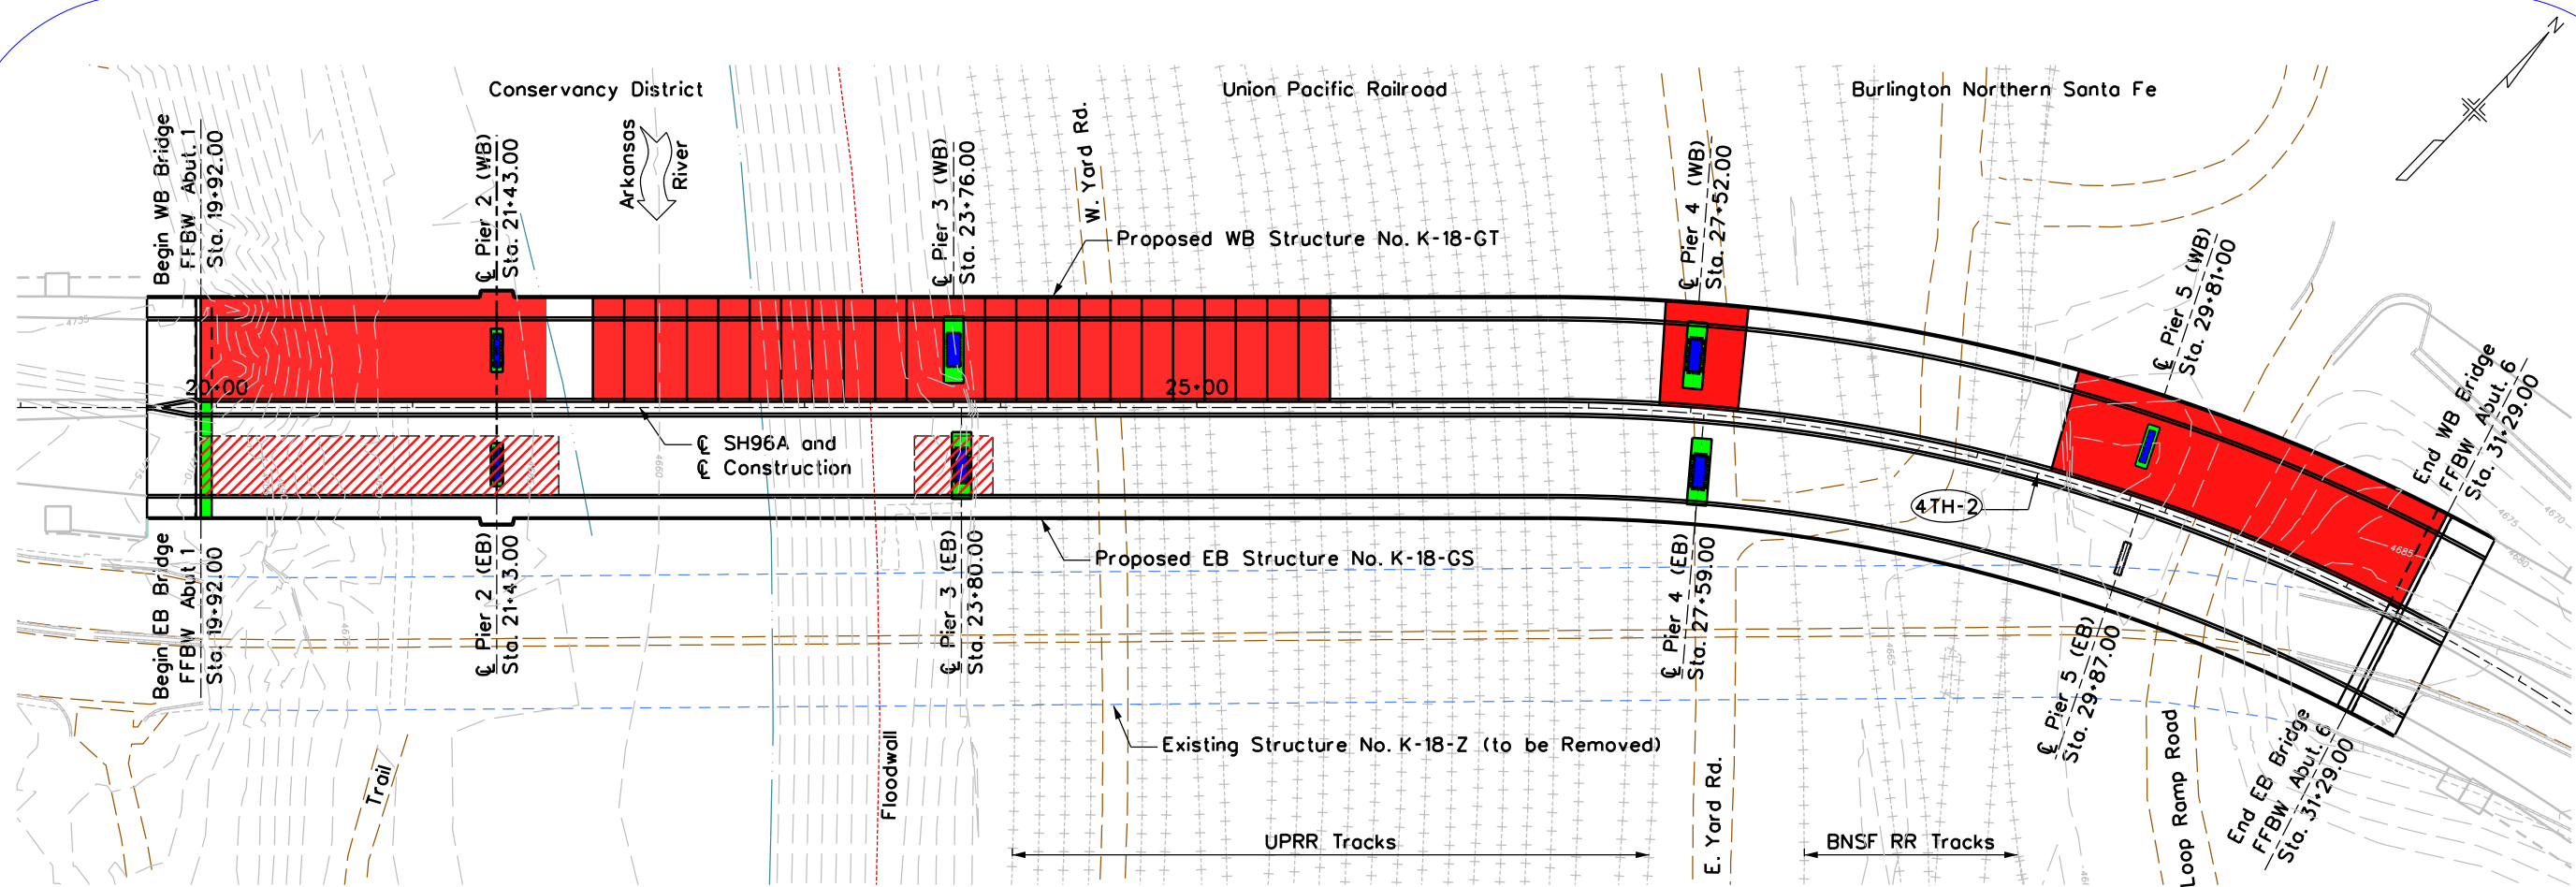 N
Conservancy District
Union Pacific Railroad
Burlington Northern Santa Fe
Begin WB Bridge
FFBW Abut. 1
Sta. 19+92.00
℄ Pier 2 (WB)
Sta. 21+43.00
Arkansas
River
℄ Pier 3 (WB)
Sta. 23+76.00
W. Yard Rd.
Proposed WB Structure No. K-18-GT
℄ Pier 4 (WB)
Sta. 27+52.00
℄ Pier 5 (WB)
Sta. 29+81+00
End WB Bridge
FFBW Abut. 6
Sta. 31+29.00
4735
20+00
25+00
℄ SH96A and
℄ Construction
4660
4TH-2
4670
4675
4680
4685
Begin EB Bridge
FFBW Abut 1
Sta. 19+92.00
℄ Pier 2 (EB)
Sta. 21+43.00
℄ Pier 3 (EB)
Sta. 23+80.00
Proposed EB Structure No. K-18-GS
℄ Pier 4 (EB)
Sta. 27+59.00
℄ Pier 5 (EB)
Sta. 29+87.00
End EB Bridge
FFBW Abut. 6
Sta. 31+29.00
4665
Existing Structure No. K-18-Z (to be Removed)
Trail
Floodwall
E. Yard Rd.
Loop Ramp Road
UPRR Tracks
BNSF RR Tracks